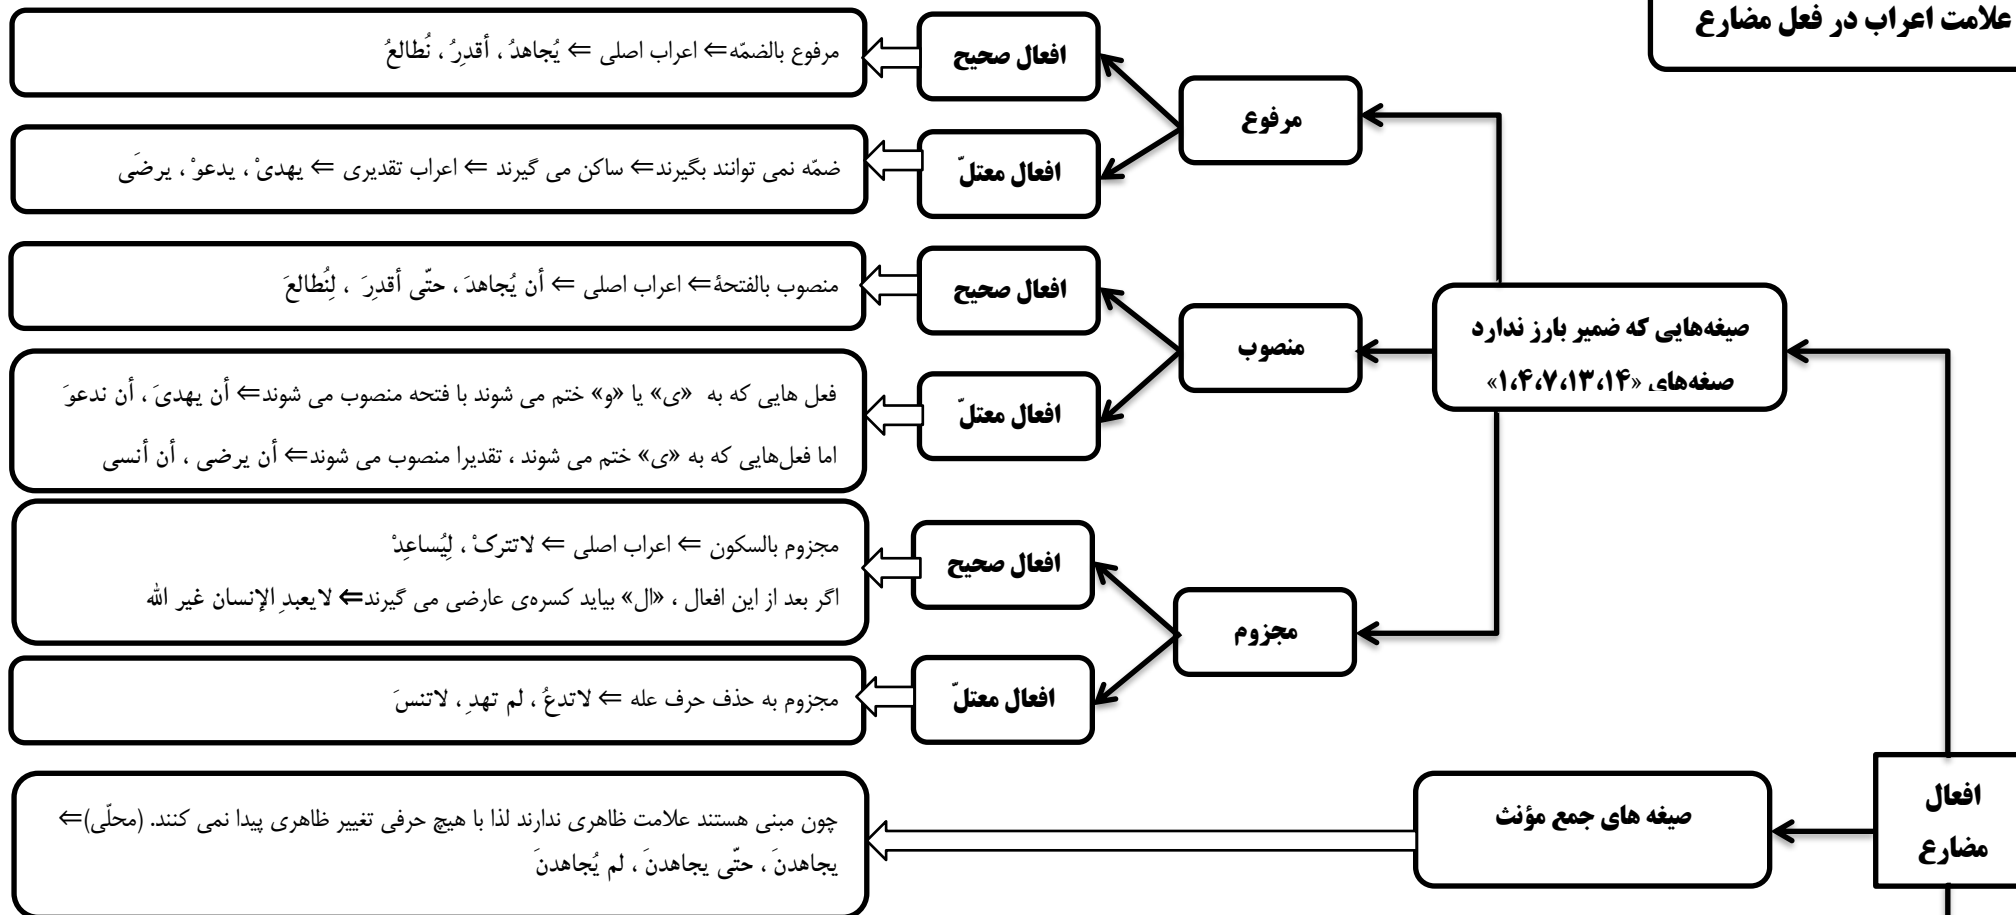 علامت اعراب در فعل مضارع
افعال صحیح
مرفوع بالضمّه⇐ اعراب اصلی ⇐ یُجاهدُ ، أقدِرُ ، نُطالعُ
مرفوع
افعال معتلّ
ضمّه نمی توانند بگیرند⇐ ساکن می گیرند ⇐ اعراب تقدیری ⇐ یهدیْ ، یدعوْ ، یرضَی
افعال صحیح
منصوب بالفتحهٔ⇐ اعراب اصلی ⇐ أن یُجاهدَ ، حتّی أقدِرَ ، لِنُطالعَ
صیغه‌هایی که ضمیر بارز ندارد
صیغه‌های «۱،۴،۷،۱۳،۱۴»
منصوب
افعال معتلّ
فعل هایی که به «ی» یا «و» ختم می شوند با فتحه منصوب می شوند⇐ أن یهدیَ ، أن ندعوَ
اما فعل‌هایی که به «ی» ختم می شوند ، تقدیرا منصوب می شوند⇐ أن یرضی ، أن أنسی
افعال صحیح
مجزوم بالسکون ⇐ اعراب اصلی ⇐ لاتترکْ ، لِیُساعِدْ
اگر بعد از این افعال ، «ال» بیاید کسره‌ی عارضی می گیرند⇐ لایعبدِ الإنسان غیر الله
مجزوم
افعال معتلّ
مجزوم به حذف حرف عله ⇐ لاتدعُ ، لم تهدِ ، لاتنسَ
افعال
مضارع
صیغه های جمع مؤنث
چون مبنی هستند علامت ظاهری ندارند لذا با هیچ حرفی تغییر ظاهری پیدا نمی کنند. (محلّی)⇐
یجاهدنَ ، حتّی یجاهدنَ ، لم یُجاهدنَ